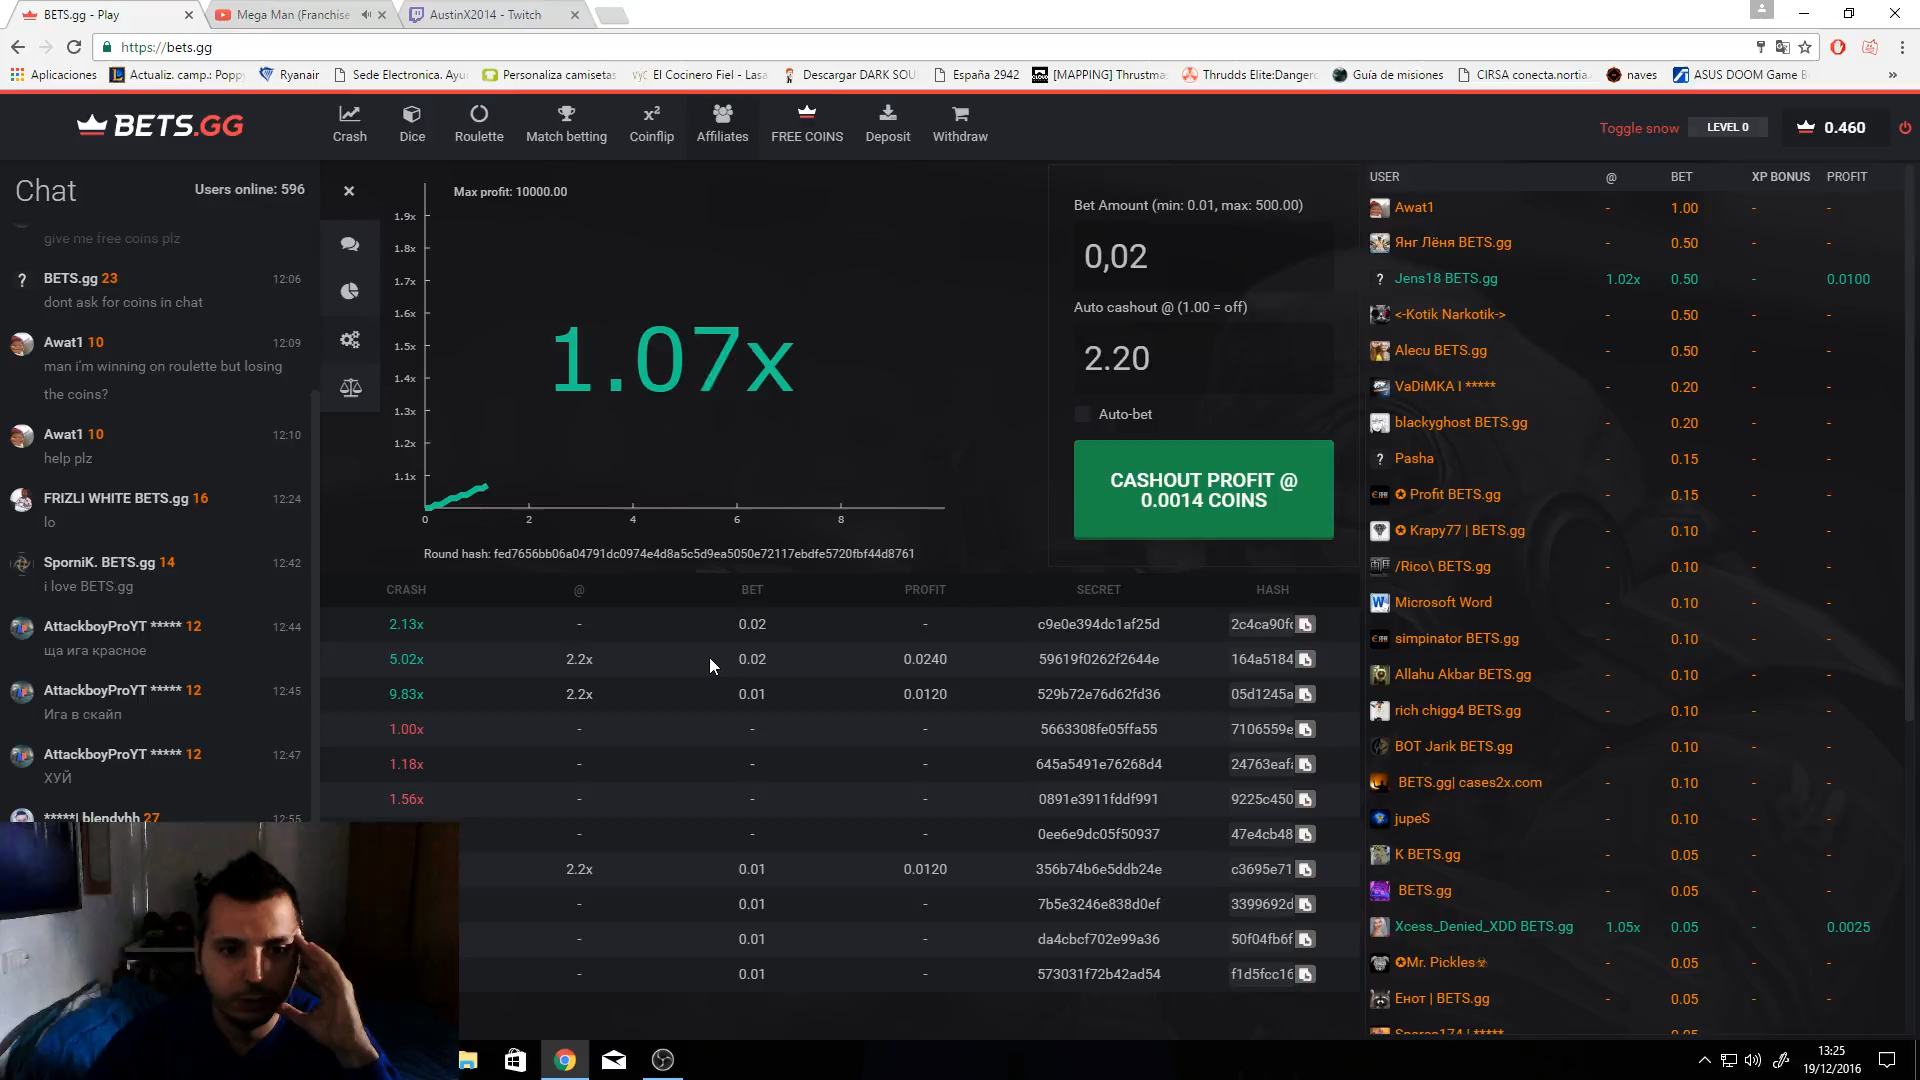 BETS.gg - Play
Mega Man (Franchise
AustinX2014 - Twitch
https://bets.gg
Aplicaciones
Actualiz. camp.: Poppy
Ryanair
Sede Electronica. Ayu
Personaliza camisetas
El Cocinero Fiel - Lasa
Descargar DARK SOU
España 2942
[MAPPING] Thrustma
Thrudds Elite:Danger
Guía de misiones
CIRSA conecta.nortia.
naves
ASUS DOOM Game B
»
BETS.GG
Crash
Dice
Roulette
Match betting
x²
Coinflip
Affiliates
FREE COINS
Deposit
Withdraw
Toggle snow
LEVEL 0
0.460
Chat
Users online: 596
give me free coins plz
? BETS.gg 23 12:06
dont ask for coins in chat
Awat1 10 12:09
man i'm winning on roulette but losing
the coins?
Awat1 10 12:10
help plz
FRIZLI WHITE BETS.gg 16 12:24
lo
SporniK. BETS.gg 14 12:42
i love BETS.gg
AttackboyProYT ***** 12 12:44
ща ига красное
AttackboyProYT ***** 12 12:45
Ига в скайп
AttackboyProYT ***** 12 12:47
ХУЙ
*****| blendyhh 27 12:55
Max profit: 10000.00
1.9x
1.8x
1.7x
1.6x
1.5x
1.4x
1.3x
1.2x
1.1x
1.07x
0 2 4 6 8
Round hash: fed7656bb06a04791dc0974e4d8a5c5d9ea5050e72117ebdfe5720fbf44d8761
Bet Amount (min: 0.01, max: 500.00)
0,02
Auto cashout @ (1.00 = off)
2.20
Auto-bet
CASHOUT PROFIT @
0.0014 COINS
CRASH @ BET PROFIT SECRET HASH
2.13x - 0.02 - c9e0e394dc1af25d 2c4ca90f
5.02x 2.2x 0.02 0.0240 59619f0262f2644e 164a5184
9.83x 2.2x 0.01 0.0120 529b72e76d62fd36 05d1245a
1.00x - - - 5663308fe05ffa55 7106559e
1.18x - - - 645a5491e76268d4 24763eaf
1.56x - - - 0891e3911fddf991 9225c450
- - - 0ee6e9dc05f50937 47e4cb48
2.2x 0.01 0.0120 356b74b6e5ddb24e c3695e71
- 0.01 - 7b5e3246e838d0ef 3399692d
- 0.01 - da4cbcf702e99a36 50f04fb6f
- 0.01 - 573031f72b42ad54 f1d5fcc16
USER @ BET XP BONUS PROFIT
Awat1 - 1.00 - -
Янг Лёня BETS.gg - 0.50 - -
? Jens18 BETS.gg 1.02x 0.50 - 0.0100
<-Kotik Narkotik-> - 0.50 - -
Alecu BETS.gg - 0.50 - -
VaDiMKA I ***** - 0.20 - -
blackyghost BETS.gg - 0.20 - -
? Pasha - 0.15 - -
✪ Profit BETS.gg - 0.15 - -
✪ Krapy77 | BETS.gg - 0.10 - -
/Rico\ BETS.gg - 0.10 - -
Microsoft Word - 0.10 - -
simpinator BETS.gg - 0.10 - -
Allahu Akbar BETS.gg - 0.10 - -
rich chigg4 BETS.gg - 0.10 - -
BOT Jarik BETS.gg - 0.10 - -
BETS.gg| cases2x.com - 0.10 - -
jupeS - 0.10 - -
K BETS.gg - 0.05 - -
BETS.gg - 0.05 - -
Xcess_Denied_XDD BETS.gg 1.05x 0.05 - 0.0025
✪Mr. Pickles☣ - 0.05 - -
Енот | BETS.gg - 0.05 - -
13:25
19/12/2016